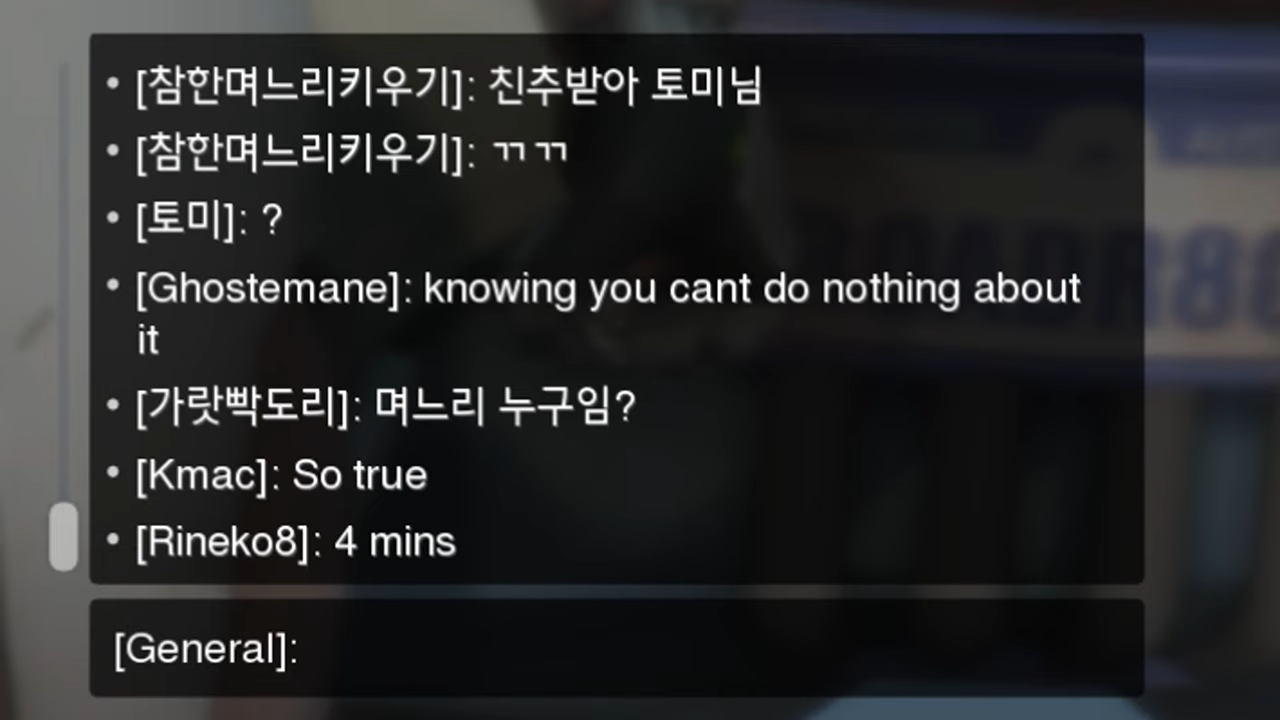 • [참한며느리키우기]: 친추받아 토미님
• [참한며느리키우기]: ㄲㄲ
• [토미]: ?
• [Ghostemane]: knowing you cant do nothing about
it
• [가랏빡도리]: 며느리 누구임?
• [Kmac]: So true
• [Rineko8]: 4 mins
[General]: